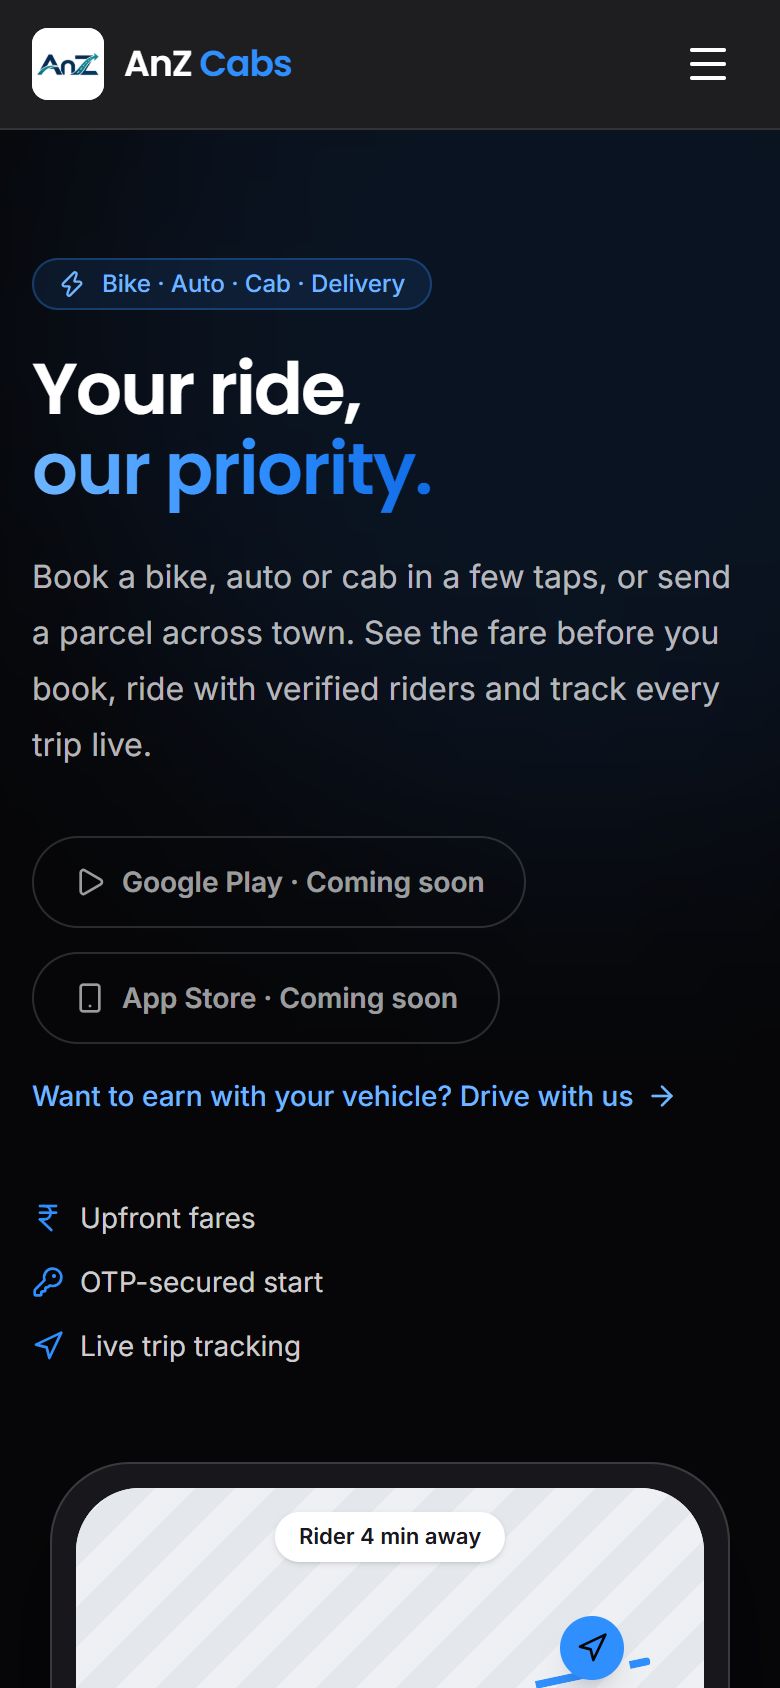 AnZ
AnZ Cabs
Bike · Auto · Cab · Delivery
Your ride,
our priority.
Book a bike, auto or cab in a few taps, or send
a parcel across town. See the fare before you
book, ride with verified riders and track every
trip live.
Google Play · Coming soon
App Store · Coming soon
Want to earn with your vehicle? Drive with us →
₹ Upfront fares
OTP-secured start
Live trip tracking
Rider 4 min away